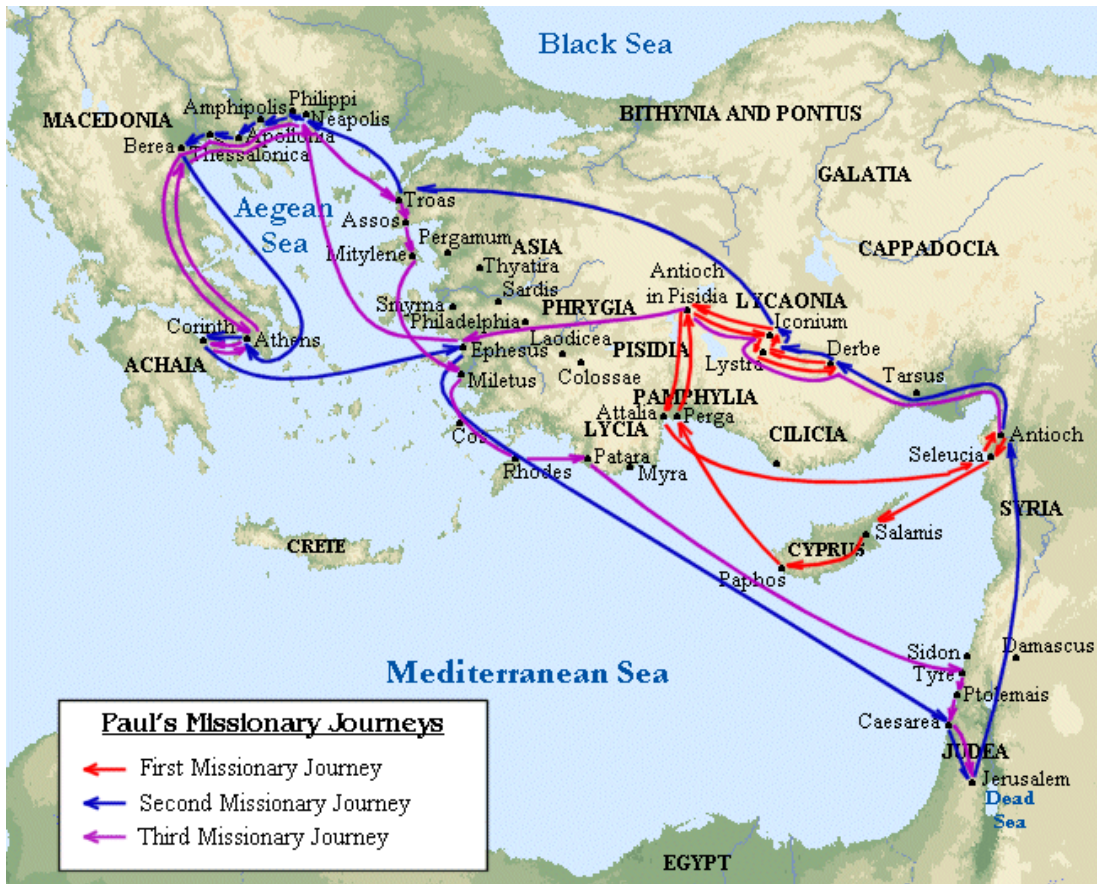 Black Sea
Philippi
Amphipolis
Neapolis
MACEDONIA
BITHYNIA AND PONTUS
Apollonia
Berea
Thessalonica
GALATIA
Aegean
Sea
Troas
Assos
Pergamum
ASIA
CAPPADOCIA
Mitylene
Thyatira
Antioch
in Pisidia
Sardis
LYCAONIA
Smyrna
PHRYGIA
Philadelphia
Iconium
Corinth
Athens
Laodicea
Ephesus
PISIDIA
Derbe
ACHAIA
Lystra
Colossae
Miletus
Tarsus
PAMPHYLIA
Attalia
Perga
Cos
LYCIA
CILICIA
Antioch
Seleucia
Patara
Rhodes
Myra
SYRIA
Salamis
CRETE
CYPRUS
Paphos
Damascus
Sidon
Mediterranean Sea
Tyre
Ptolemais
Caesarea
Paul's Missionary Journeys
JUDEA
First Missionary Journey
Jerusalem
Dead
Sea
Second Missionary Journey
Third Missionary Journey
EGYPT